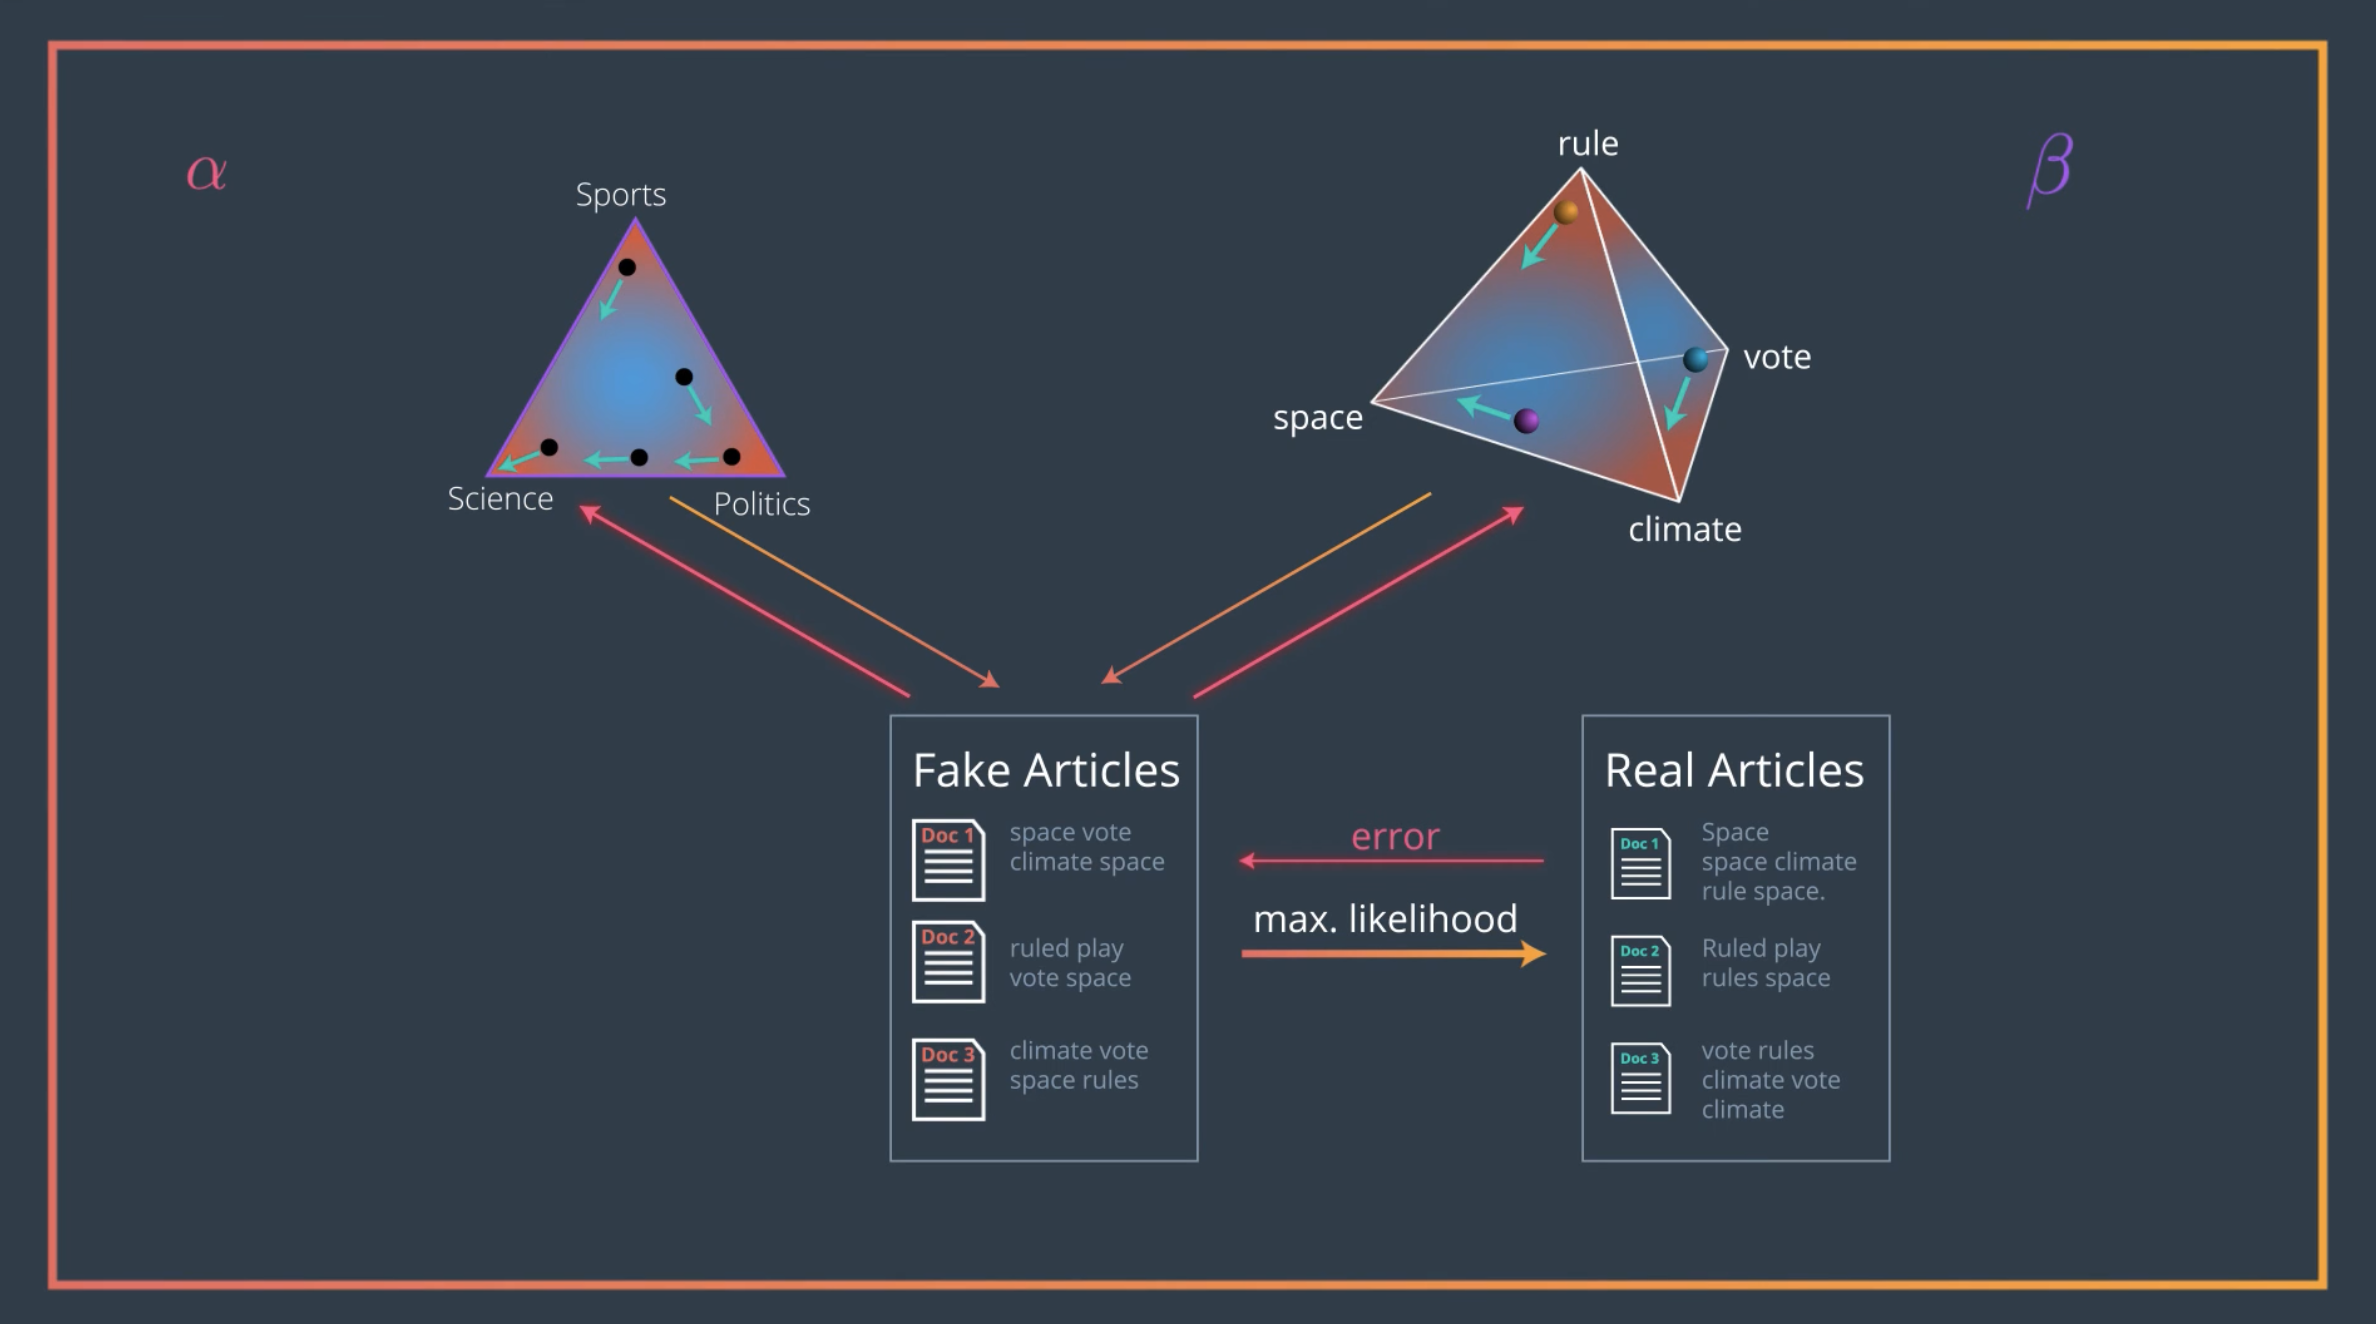 α
β
Sports
Science
Politics
rule
vote
space
climate
Fake Articles
Doc 1
space vote
climate space
Doc 2
ruled play
vote space
Doc 3
climate vote
space rules
error
max. likelihood
Real Articles
Doc 1
Space
space climate
rule space.
Doc 2
Ruled play
rules space
Doc 3
vote rules
climate vote
climate